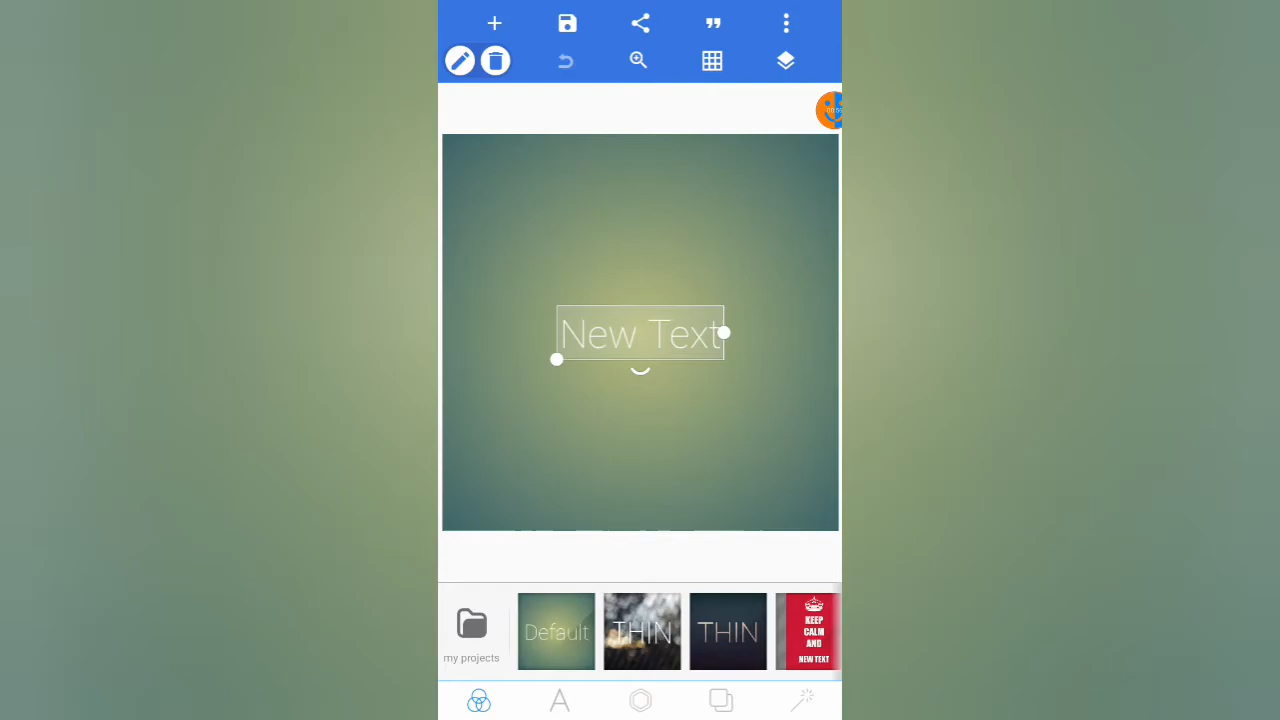 New Text
my projects
Default
THIN
THIN
KEEP
CALM
AND
NEW TEXT